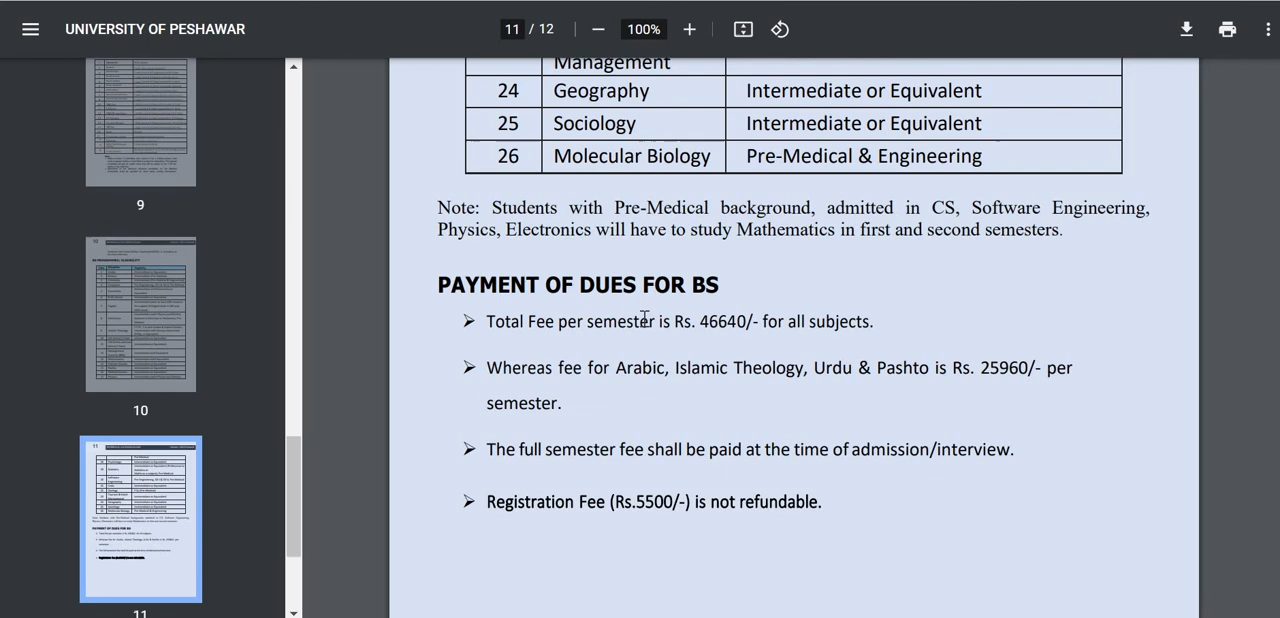 UNIVERSITY OF PESHAWAR
11 / 12
100%
9
10
11
Management
24 Geography Intermediate or Equivalent
25 Sociology Intermediate or Equivalent
26 Molecular Biology Pre-Medical & Engineering
Note: Students with Pre-Medical background, admitted in CS, Software Engineering,
Physics, Electronics will have to study Mathematics in first and second semesters.
PAYMENT OF DUES FOR BS
➢ Total Fee per semester is Rs. 46640/- for all subjects.
➢ Whereas fee for Arabic, Islamic Theology, Urdu & Pashto is Rs. 25960/- per
semester.
➢ The full semester fee shall be paid at the time of admission/interview.
➢ Registration Fee (Rs.5500/-) is not refundable.